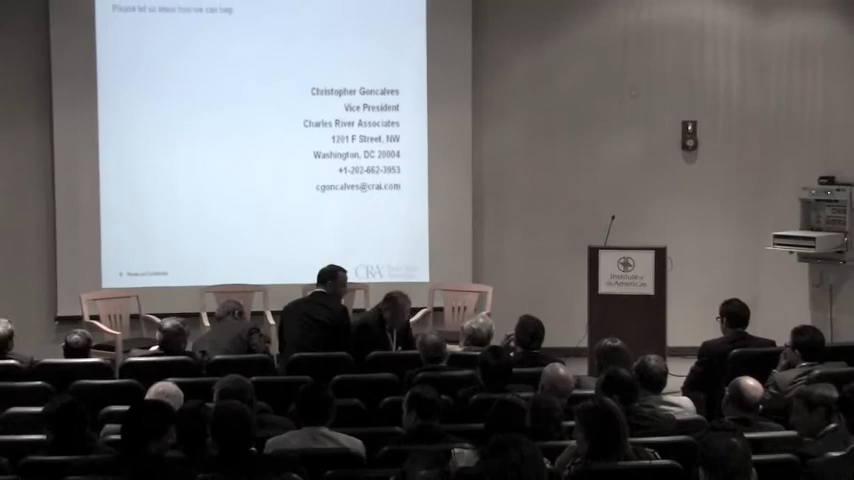 Please let us know how we can help.
Christopher Goncalves
Vice President
Charles River Associates
1201 F Street, NW
Washington, DC 20004
+1-202-662-3953
cgoncalves@crai.com
CRA
Institute of
the Americas